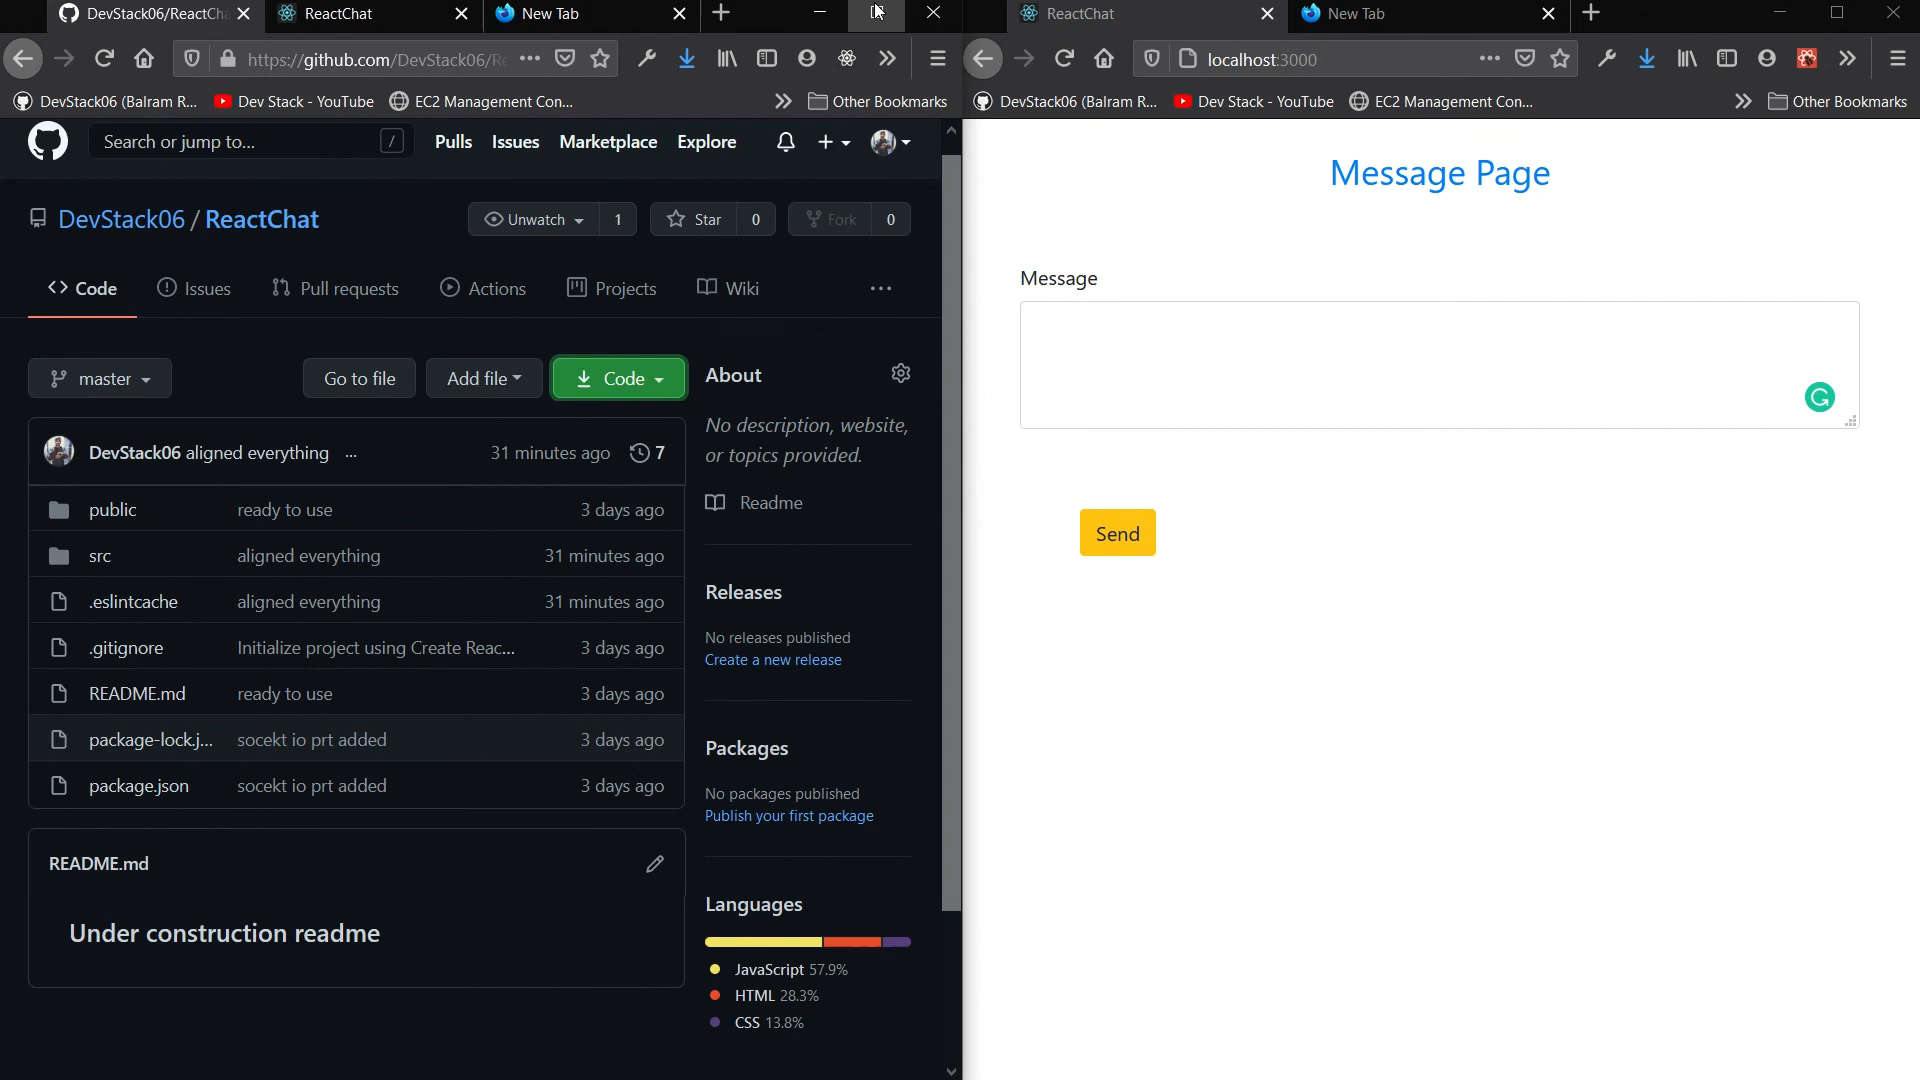 DevStack06/ReactCha
ReactChat
New Tab
https://github.com/DevStack06/Re
DevStack06 (Balram R...
Dev Stack - YouTube
EC2 Management Con...
Other Bookmarks
Search or jump to...
/
Pulls
Issues
Marketplace
Explore
DevStack06 / ReactChat
Unwatch
1
Star
0
Fork
0
Code
Issues
Pull requests
Actions
Projects
Wiki
master
Go to file
Add file
Code
DevStack06 aligned everything ...
31 minutes ago
7
public ready to use 3 days ago
src aligned everything 31 minutes ago
.eslintcache aligned everything 31 minutes ago
.gitignore Initialize project using Create Reac... 3 days ago
README.md ready to use 3 days ago
package-lock.j... socekt io prt added 3 days ago
package.json socekt io prt added 3 days ago
README.md
Under construction readme
About
No description, website,
or topics provided.
Readme
Releases
No releases published
Create a new release
Packages
No packages published
Publish your first package
Languages
JavaScript 57.9%
HTML 28.3%
CSS 13.8%
ReactChat
New Tab
localhost:3000
DevStack06 (Balram R...
Dev Stack - YouTube
EC2 Management Con...
Other Bookmarks
Message Page
Message
Send